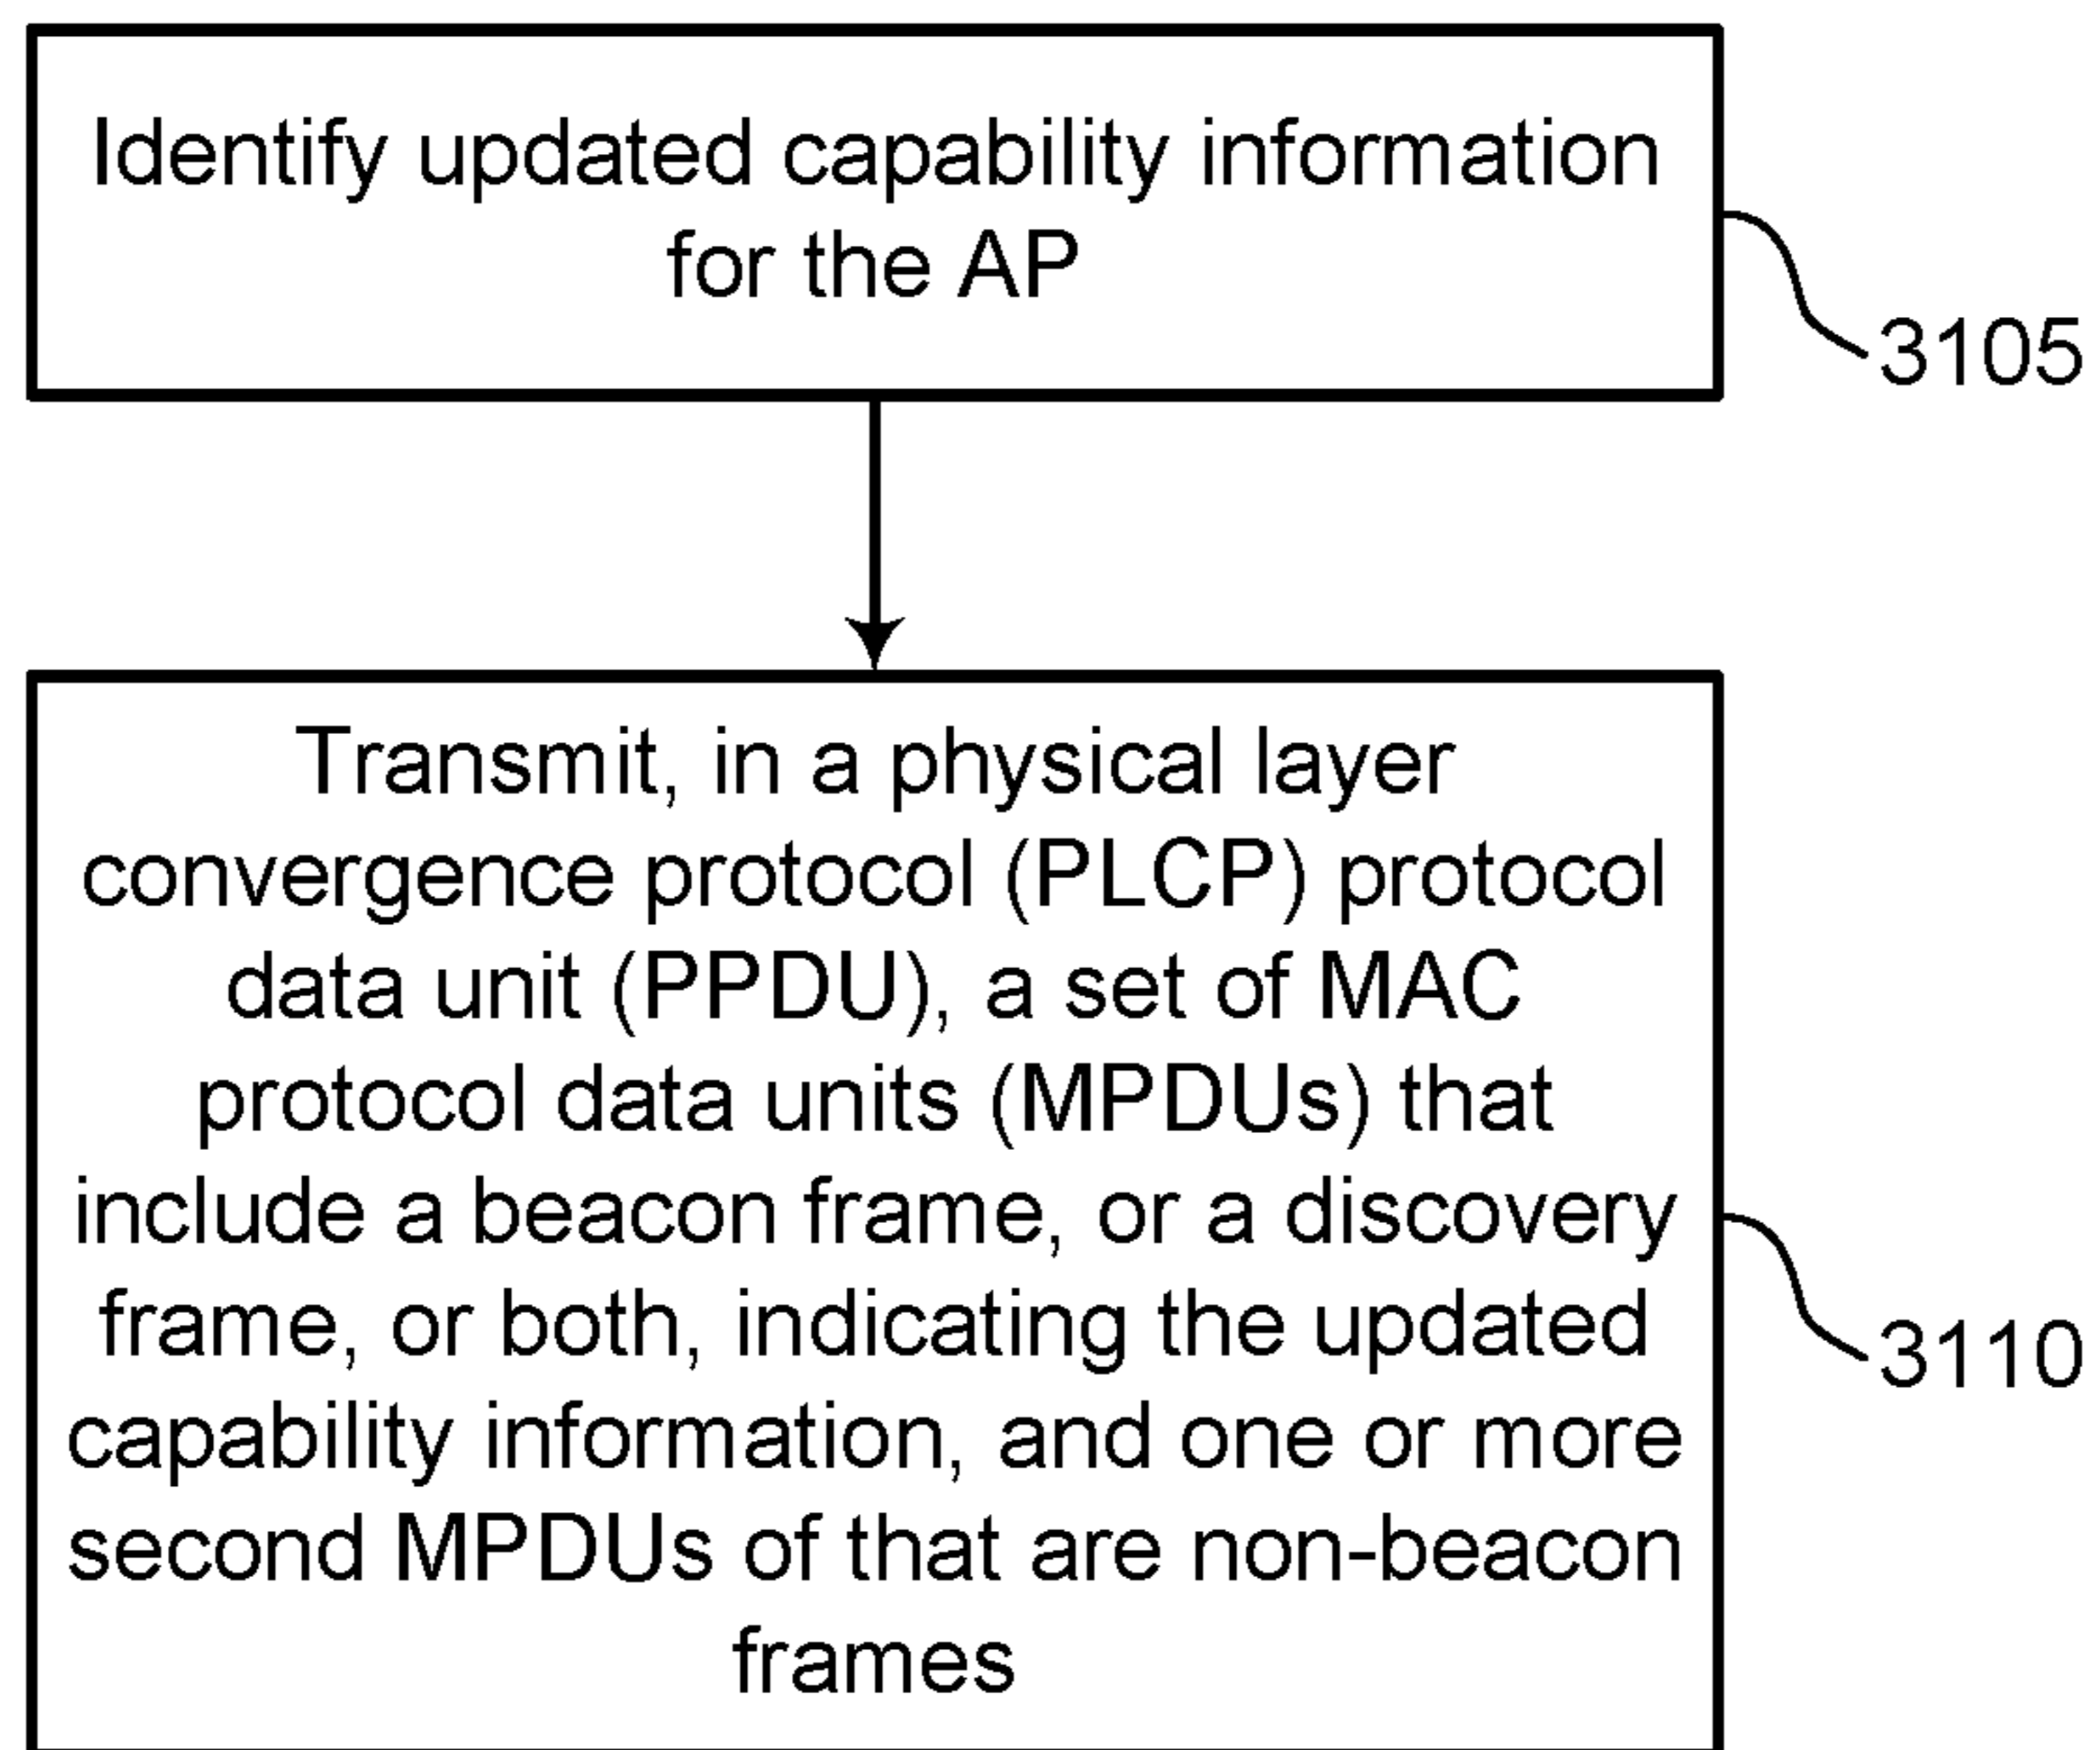 Identify updated capability information
for the AP
3105
Transmit, in a physical layer
convergence protocol (PLCP) protocol
data unit (PPDU), a set of MAC
protocol data units (MPDUs) that
include a beacon frame, or a discovery
frame, or both, indicating the updated
capability information, and one or more
second MPDUs of that are non-beacon
frames
3110